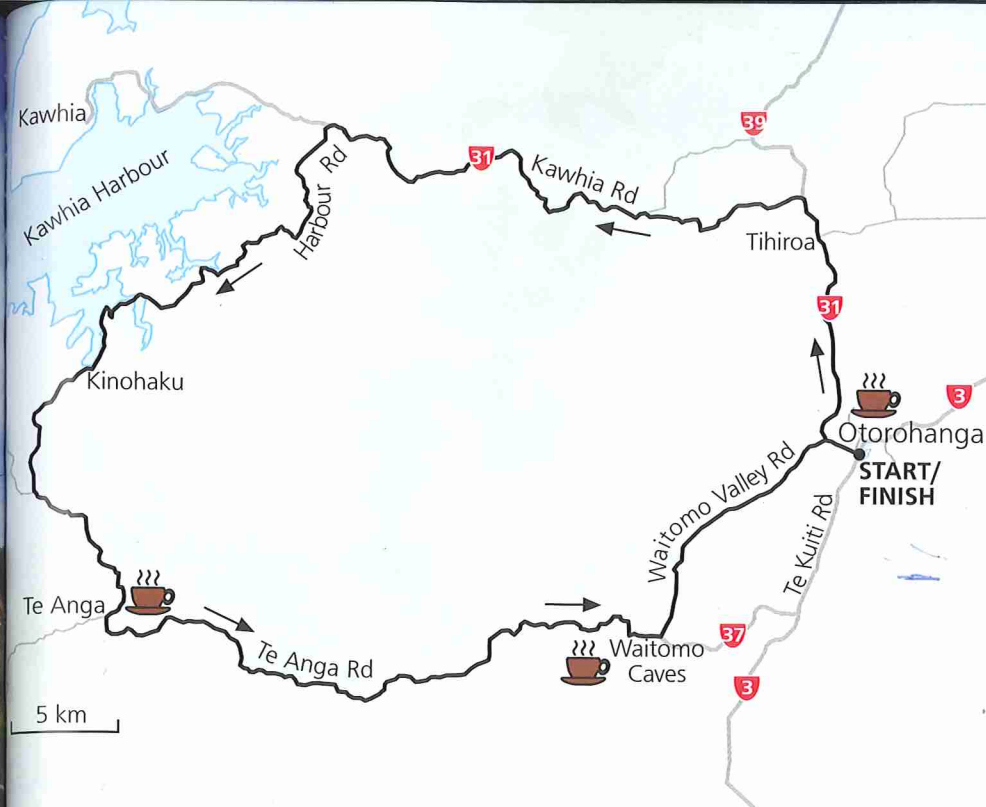 Kawhia
39
Kawhia Harbour
Harbour Rd
31
Kawhia Rd
Tihiroa
31
Kinohaku
3
Otorohanga
START/
FINISH
Waitomo Valley Rd
Te Kuiti Rd
Te Anga
Te Anga Rd
Waitomo
Caves
37
3
5 km